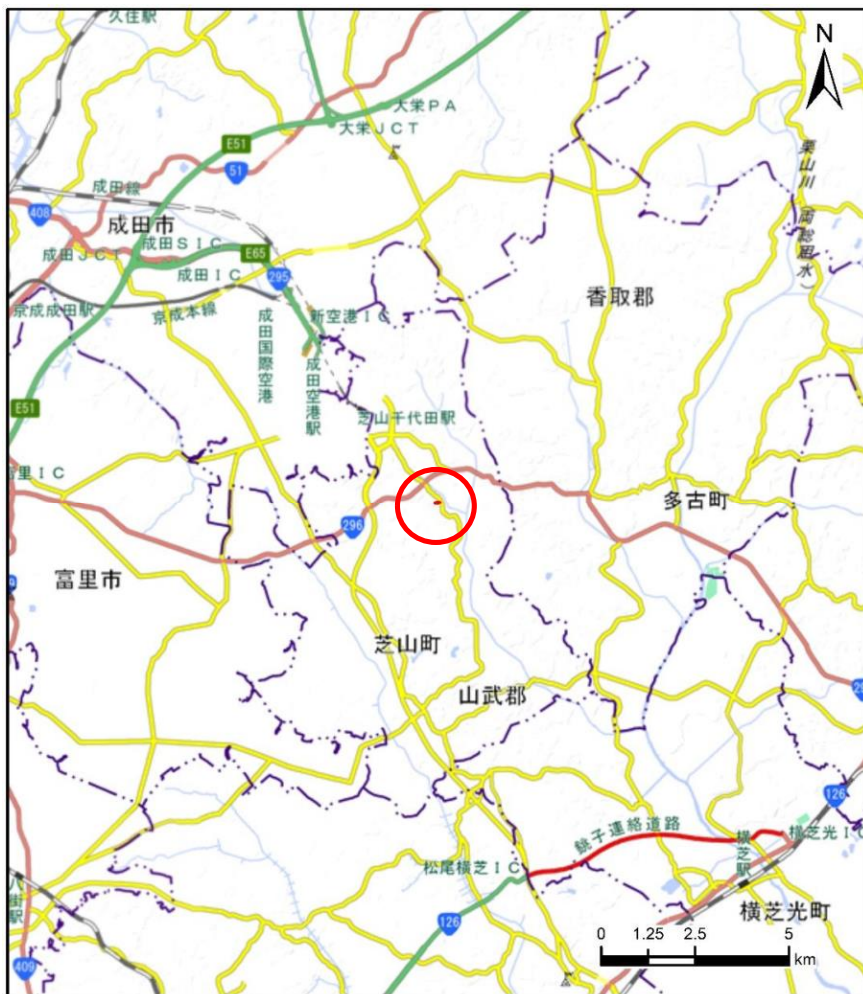 久住駅
N
大栄PA
大栄JCT
E51
51
成田線
408
成田市
成田SIC
成田JCT
成田IC
E65
295
栗山川(両総用水)
香取郡
京成成田駅
京成本線
新空港IC
成田国際空港
成田空港駅
E51
芝山千代田駅
富里IC
多古町
296
富里市
芝山町
山武郡
126
銚子連絡道路
横芝光IC
横芝駅
松尾横芝IC
八街駅
126
横芝光町
409
0 1.25 2.5 5
km